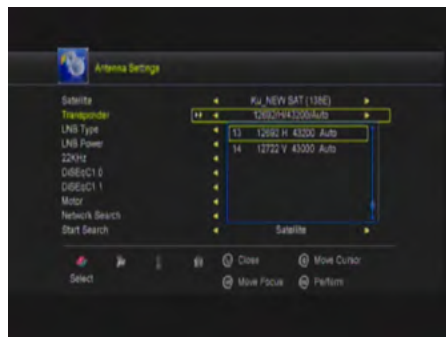 Antenna Settings
Satellite Ku_NEW SAT (138E)
Transponder 12692/H/43200/Auto
LNB Type 13 12692 H 43200 Auto
LNB Power 14 12722 V 43000 Auto
22KHz
DiSEqC1.0
DiSEqC1.1
Motor
Network Search
Start Search Satellite
Close Move Cursor
Select Move Focus Perform